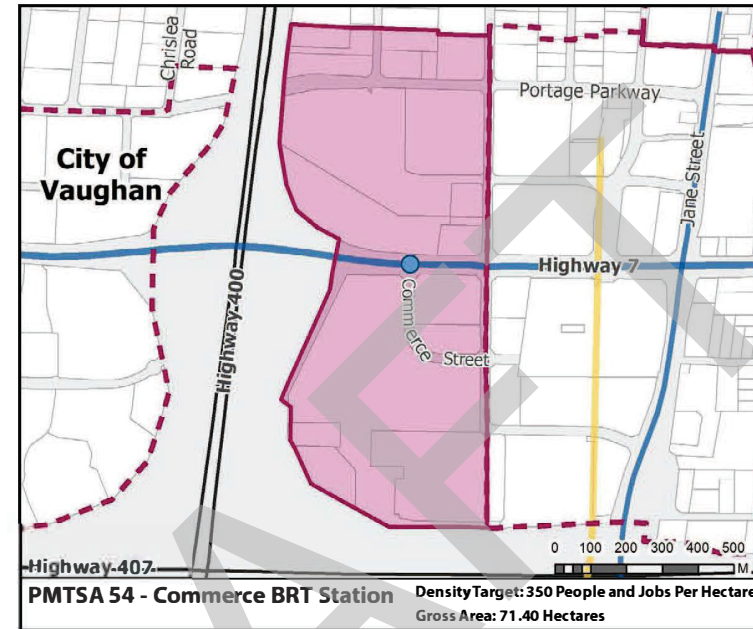 Chrislea
Road
Portage Parkway
City of
Vaughan
Jane Street
Highway 7
Highway 400
Commerce
Street
DRAFT
0 100 200 300 400 500
M
Highway 407
PMTSA 54 - Commerce BRT Station
Density Target: 350 People and Jobs Per Hectare
Gross Area: 71.40 Hectares